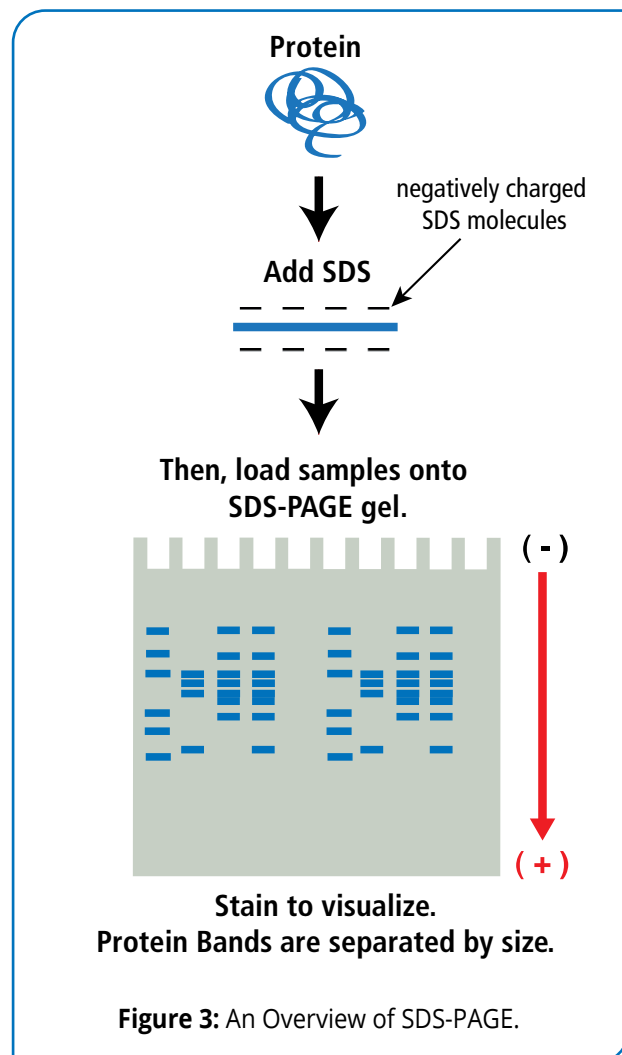 Protein
negatively charged
SDS molecules
Add SDS
Then, load samples onto
SDS-PAGE gel.
( - )
( + )
Stain to visualize.
Protein Bands are separated by size.
Figure 3: An Overview of SDS-PAGE.